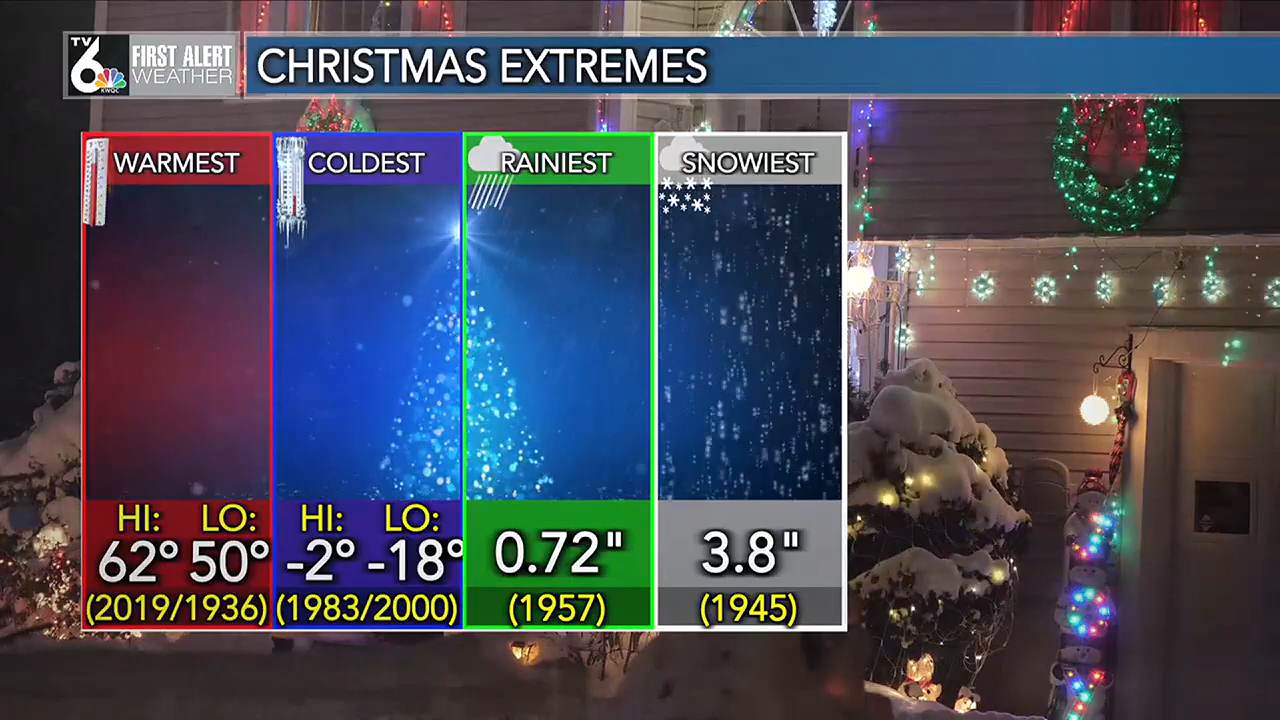 TV
6
KWQC
FIRST ALERT
WEATHER
CHRISTMAS EXTREMES
WARMEST
HI: LO:
62° 50°
(2019/1936)
COLDEST
HI: LO:
-2° -18°
(1983/2000)
RAINIEST
0.72"
(1957)
SNOWIEST
3.8"
(1945)